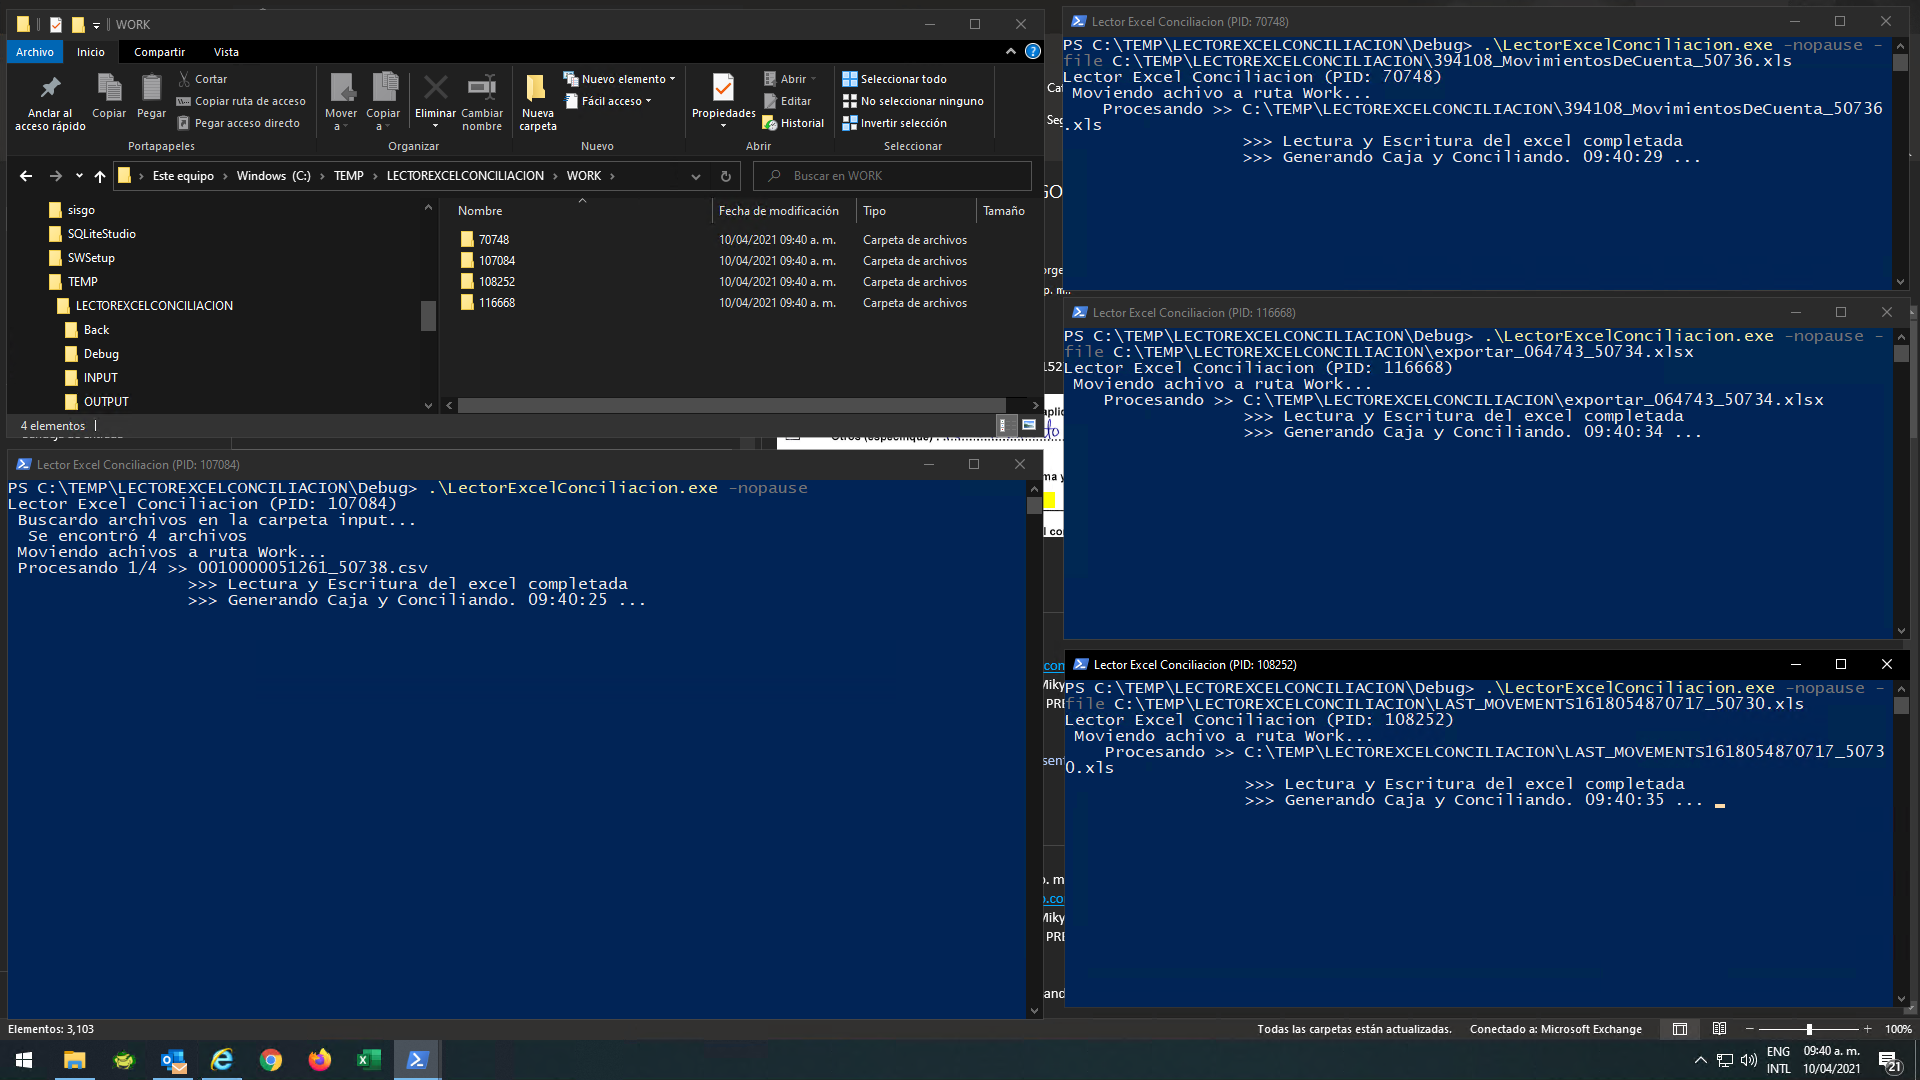 WORK
Archivo
Inicio
Compartir
Vista
Anclar al
acceso rápido
Copiar
Pegar
Cortar
Copiar ruta de acceso
Pegar acceso directo
Portapapeles
Mover
a
Copiar
a
Eliminar
Cambiar
nombre
Organizar
Nueva
carpeta
Nuevo elemento
Fácil acceso
Nuevo
Propiedades
Abrir
Editar
Historial
Abrir
Seleccionar todo
No seleccionar ninguno
Invertir selección
Seleccionar
Este equipo > Windows (C:) > TEMP > LECTOREXCELCONCILIACION > WORK >
Buscar en WORK
sisgo
SQLiteStudio
SWSetup
TEMP
LECTOREXCELCONCILIACION
Back
Debug
INPUT
OUTPUT
Nombre Fecha de modificación Tipo Tamaño
70748 10/04/2021 09:40 a. m. Carpeta de archivos
107084 10/04/2021 09:40 a. m. Carpeta de archivos
108252 10/04/2021 09:40 a. m. Carpeta de archivos
116668 10/04/2021 09:40 a. m. Carpeta de archivos
4 elementos
Lector Excel Conciliacion (PID: 107084)
PS C:\TEMP\LECTOREXCELCONCILIACION\Debug> .\LectorExcelConciliacion.exe -nopause
Lector Excel Conciliacion (PID: 107084)
Buscardo archivos en la carpeta input...
Se encontró 4 archivos
Moviendo achivos a ruta Work...
Procesando 1/4 >> 0010000051261_50738.csv
>>> Lectura y Escritura del excel completada
>>> Generando Caja y Conciliando. 09:40:25 ...
Lector Excel Conciliacion (PID: 70748)
PS C:\TEMP\LECTOREXCELCONCILIACION\Debug> .\LectorExcelConciliacion.exe -nopause -
file C:\TEMP\LECTOREXCELCONCILIACION\394108_MovimientosDeCuenta_50736.xls
Lector Excel Conciliacion (PID: 70748)
Moviendo achivo a ruta Work...
Procesando >> C:\TEMP\LECTOREXCELCONCILIACION\394108_MovimientosDeCuenta_50736
.xls
>>> Lectura y Escritura del excel completada
>>> Generando Caja y Conciliando. 09:40:29 ...
Lector Excel Conciliacion (PID: 116668)
PS C:\TEMP\LECTOREXCELCONCILIACION\Debug> .\LectorExcelConciliacion.exe -nopause -
file C:\TEMP\LECTOREXCELCONCILIACION\exportar_064743_50734.xlsx
Lector Excel Conciliacion (PID: 116668)
Moviendo achivo a ruta Work...
Procesando >> C:\TEMP\LECTOREXCELCONCILIACION\exportar_064743_50734.xlsx
>>> Lectura y Escritura del excel completada
>>> Generando Caja y Conciliando. 09:40:34 ...
Lector Excel Conciliacion (PID: 108252)
PS C:\TEMP\LECTOREXCELCONCILIACION\Debug> .\LectorExcelConciliacion.exe -nopause -
file C:\TEMP\LECTOREXCELCONCILIACION\LAST_MOVEMENTS1618054870717_50730.xls
Lector Excel Conciliacion (PID: 108252)
Moviendo achivo a ruta Work...
Procesando >> C:\TEMP\LECTOREXCELCONCILIACION\LAST_MOVEMENTS1618054870717_5073
0.xls
>>> Lectura y Escritura del excel completada
>>> Generando Caja y Conciliando. 09:40:35 ...
Elementos: 3,103
Todas las carpetas están actualizadas.
Conectado a: Microsoft Exchange
100%
ENG
INTL
09:40 a. m.
10/04/2021
21